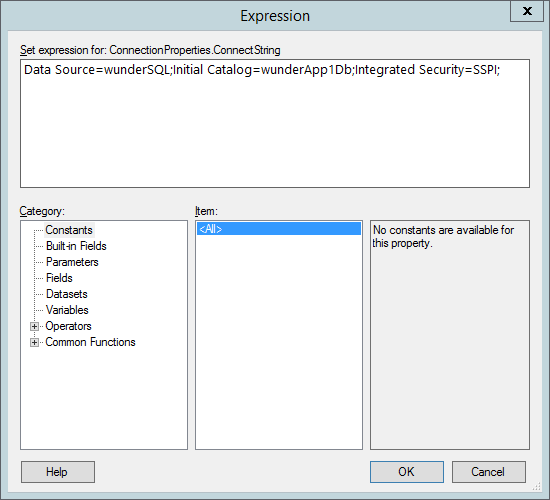 Expression
x
Set expression for: ConnectionProperties.ConnectString
Data Source=wunderSQL;Initial Catalog=wunderApp1Db;Integrated Security=SSPI;
Category:
Item:
Constants
Built-in Fields
Parameters
Fields
Datasets
Variables
Operators
Common Functions
<All>
No constants are available for
this property.
Help
OK
Cancel